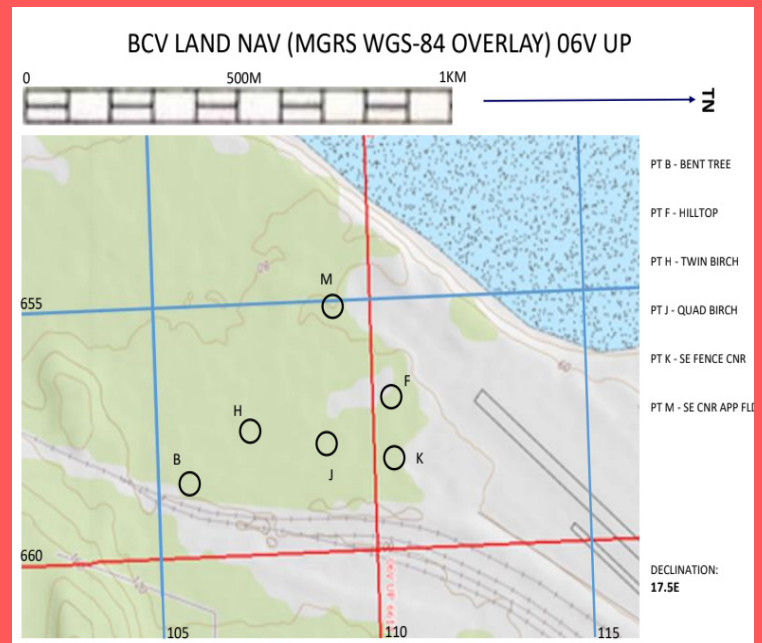 BCV LAND NAV (MGRS WGS-84 OVERLAY) 06V UP
0 500M 1KM
TN
PT B - BENT TREE
PT F - HILLTOP
PT H - TWIN BIRCH
PT J - QUAD BIRCH
PT K - SE FENCE CNR
PT M - SE CNR APP FLD
M
655
60
F
H
J
K
B
660
DECLINATION:
17.5E
105 110 115